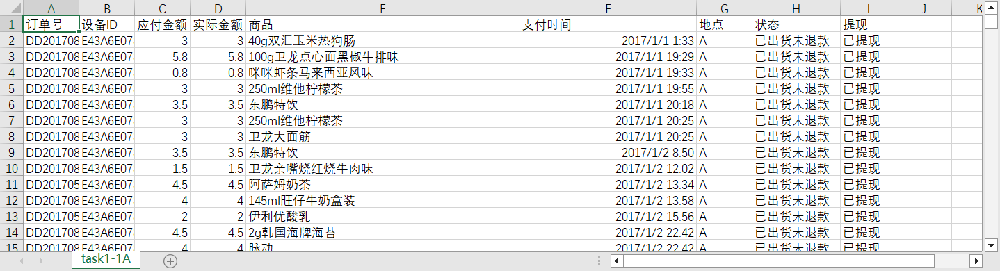 A B C D E F G H I J K
1 订单号 设备ID 应付金额 实际金额 商品 支付时间 地点 状态 提现
2 DD201708 E43A6E078 3 3 40g双汇玉米热狗肠 2017/1/1 1:33 A 已出货未退款 已提现
3 DD201708 E43A6E078 5.8 5.8 100g卫龙点心面黑椒牛排味 2017/1/1 19:29 A 已出货未退款 已提现
4 DD201708 E43A6E078 0.8 0.8 咪咪虾条马来西亚风味 2017/1/1 19:33 A 已出货未退款 已提现
5 DD201708 E43A6E078 3 3 250ml维他柠檬茶 2017/1/1 19:55 A 已出货未退款 已提现
6 DD201708 E43A6E078 3.5 3.5 东鹏特饮 2017/1/1 20:18 A 已出货未退款 已提现
7 DD201708 E43A6E078 3 3 250ml维他柠檬茶 2017/1/1 20:25 A 已出货未退款 已提现
8 DD201708 E43A6E078 3 3 卫龙大面筋 2017/1/1 20:25 A 已出货未退款 已提现
9 DD201708 E43A6E078 3.5 3.5 东鹏特饮 2017/1/2 8:50 A 已出货未退款 已提现
10 DD201708 E43A6E078 1.5 1.5 卫龙亲嘴烧红烧牛肉味 2017/1/2 12:02 A 已出货未退款 已提现
11 DD201705 E43A6E078 4.5 4.5 阿萨姆奶茶 2017/1/2 13:34 A 已出货未退款 已提现
12 DD201708 E43A6E078 4 4 145ml旺仔牛奶盒装 2017/1/2 13:58 A 已出货未退款 已提现
13 DD201705 E43A6E078 2 2 伊利优酸乳 2017/1/2 15:56 A 已出货未退款 已提现
14 DD201708 E43A6E078 4.5 4.5 2g韩国海牌海苔 2017/1/2 22:42 A 已出货未退款 已提现
15 DD201708 E43A6E078 4 4 脉动 2017/1/2 22:42 A 已出货未退款 已提现
task1-1A